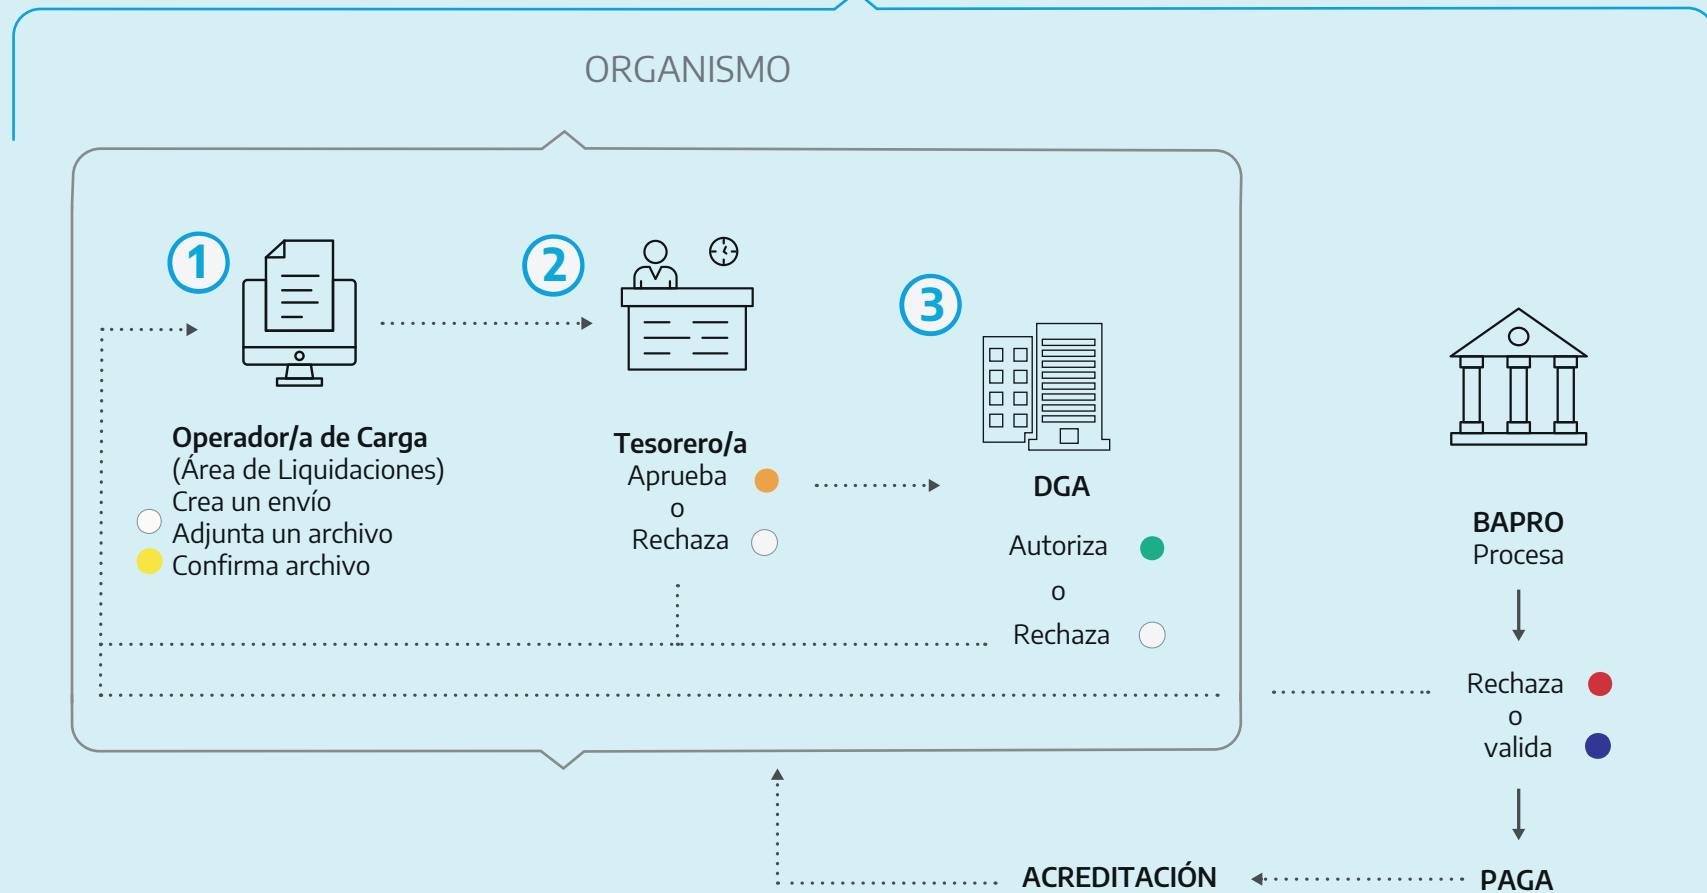 ORGANISMO
1
Operador/a de Carga
(Área de Liquidaciones)
Crea un envío
Adjunta un archivo
Confirma archivo
2
Tesorero/a
Aprueba
o
Rechaza
3
DGA
Autoriza
o
Rechaza
BAPRO
Procesa
Rechaza
o
valida
PAGA
ACREDITACIÓN